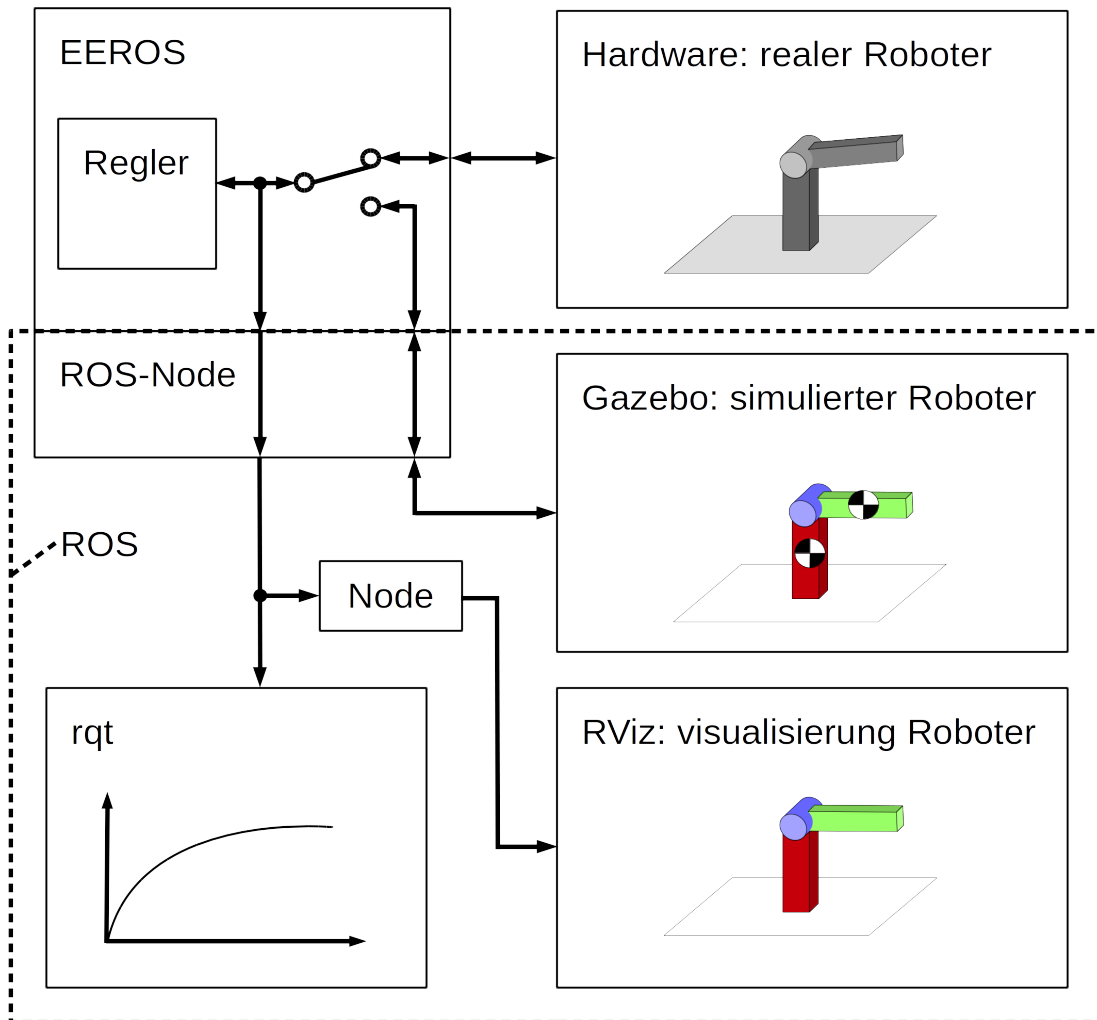 EEROS
Hardware: realer Roboter
Regler
ROS-Node
Gazebo: simulierter Roboter
ROS
Node
rqt
RViz: visualisierung Roboter